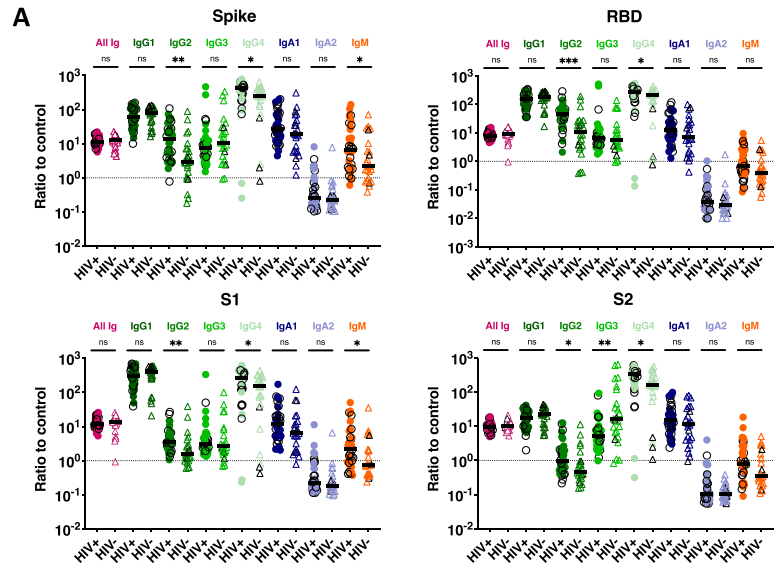 A
Spike
All Ig IgG1 IgG2 IgG3 IgG4 IgA1 IgA2 IgM
ns ns ** ns * ns ns *
Ratio to control
10³
10²
10¹
10⁰
10⁻¹
10⁻²
HIV+ HIV- HIV+ HIV- HIV+ HIV- HIV+ HIV- HIV+ HIV- HIV+ HIV- HIV+ HIV- HIV+ HIV-
RBD
All Ig IgG1 IgG2 IgG3 IgG4 IgA1 IgA2 IgM
ns ns *** ns * ns ns ns
Ratio to control
10³
10²
10¹
10⁰
10⁻¹
10⁻²
10⁻³
HIV+ HIV- HIV+ HIV- HIV+ HIV- HIV+ HIV- HIV+ HIV- HIV+ HIV- HIV+ HIV- HIV+ HIV-
S1
All Ig IgG1 IgG2 IgG3 IgG4 IgA1 IgA2 IgM
ns ns ** ns * ns ns *
Ratio to control
10³
10²
10¹
10⁰
10⁻¹
10⁻²
HIV+ HIV- HIV+ HIV- HIV+ HIV- HIV+ HIV- HIV+ HIV- HIV+ HIV- HIV+ HIV- HIV+ HIV-
S2
All Ig IgG1 IgG2 IgG3 IgG4 IgA1 IgA2 IgM
ns ns * ** * ns ns ns
Ratio to control
10³
10²
10¹
10⁰
10⁻¹
10⁻²
HIV+ HIV- HIV+ HIV- HIV+ HIV- HIV+ HIV- HIV+ HIV- HIV+ HIV- HIV+ HIV- HIV+ HIV-